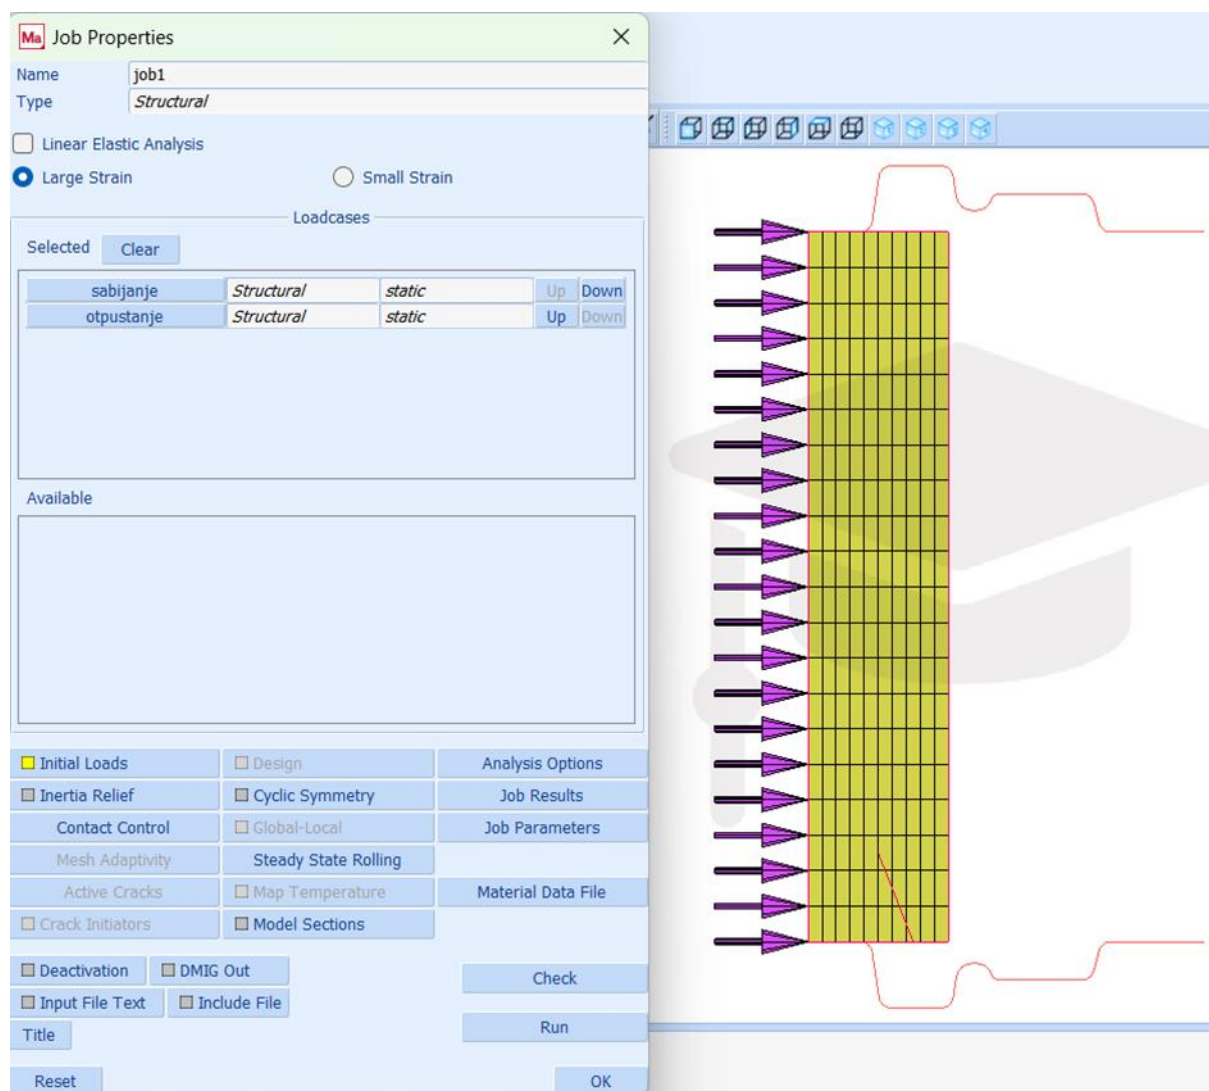 Ma Job Properties
Name job1
Type Structural
Linear Elastic Analysis
Large Strain Small Strain
Loadcases
Selected Clear
sabijanje Structural static Up Down
otpustanje Structural static Up Down
Available
Initial Loads Design Analysis Options
Inertia Relief Cyclic Symmetry Job Results
Contact Control Global-Local Job Parameters
Mesh Adaptivity Steady State Rolling
Active Cracks Map Temperature Material Data File
Crack Initiators Model Sections
Deactivation DMIG Out Check
Input File Text Include File
Title Run
Reset OK